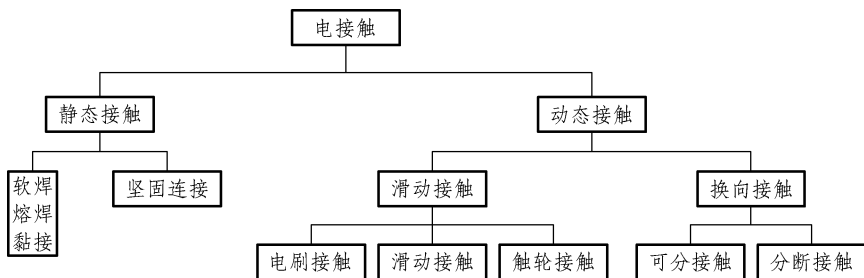 电接触
静态接触
动态接触
软焊
熔焊
黏接
坚固连接
滑动接触
换向接触
电刷接触
滑动接触
触轮接触
可分接触
分断接触